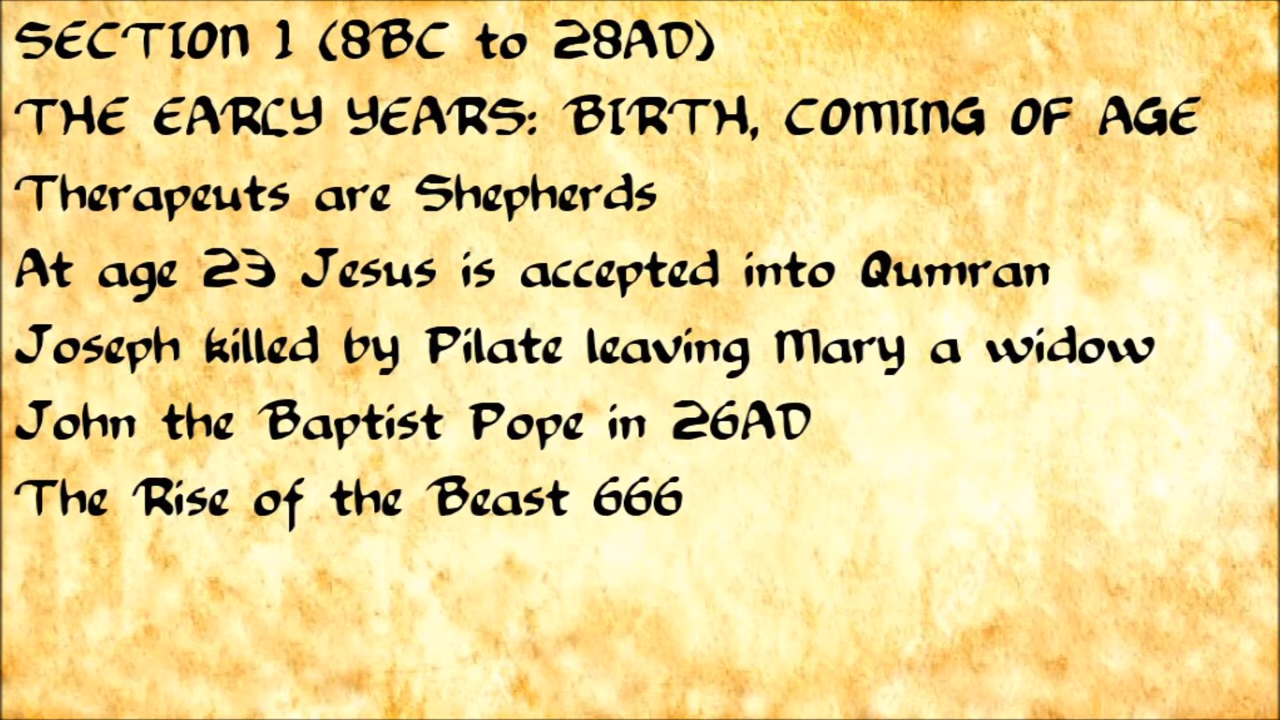 SECTION 1 (8BC to 28AD)
THE EARLY YEARS: BIRTH, COMING OF AGE
Therapeuts are Shepherds
At age 23 Jesus is accepted into Qumran
Joseph killed by Pilate leaving Mary a widow
John the Baptist Pope in 26AD
The Rise of the Beast 666